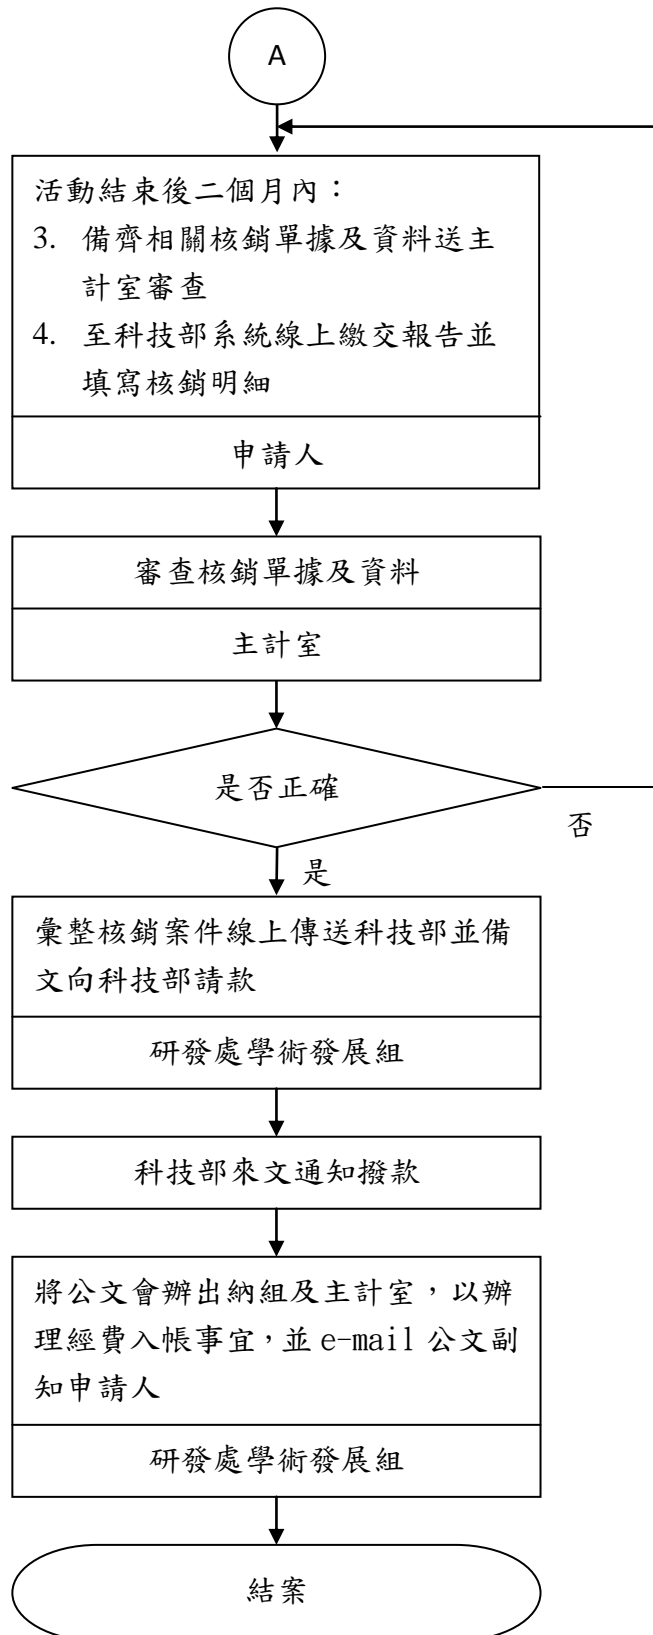 A
活動結束後二個月內：
3. 備齊相關核銷單據及資料送主
計室審查
4. 至科技部系統線上繳交報告並
填寫核銷明細
申請人
審查核銷單據及資料
主計室
是否正確
否
是
彙整核銷案件線上傳送科技部並備
文向科技部請款
研發處學術發展組
科技部來文通知撥款
將公文會辦出納組及主計室，以辦
理經費入帳事宜，並 e-mail 公文副
知申請人
研發處學術發展組
結案